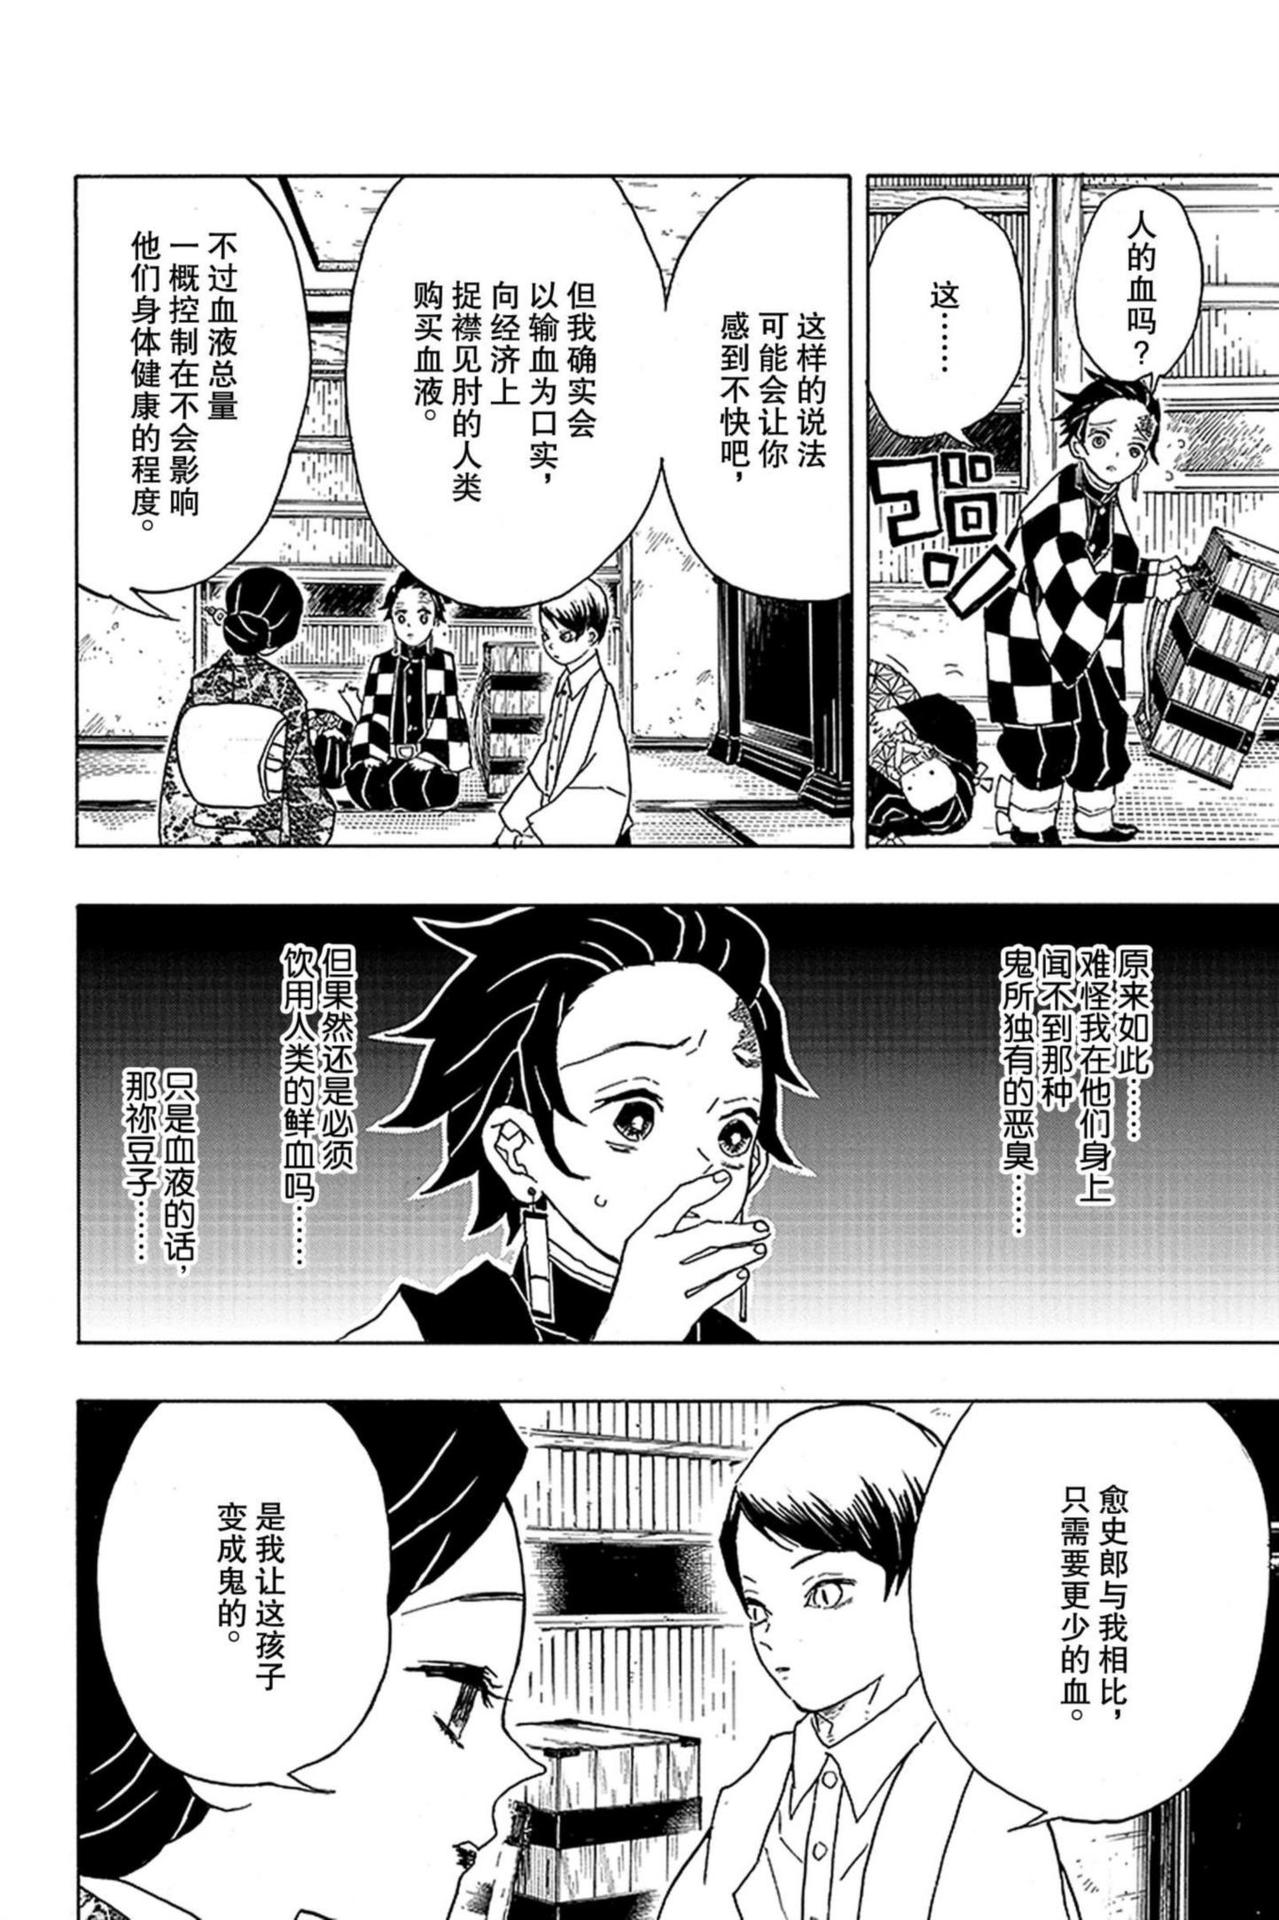 人的血吗？
这……
ゴロン
这样的说法
可能会让你
感到不快吧，
但我确实会
以输血为口实，
向经济上
捉襟见肘的人类
购买血液。
不过血液总量
一概控制在不会影响
他们身体健康的程度。
原来如此……
难怪我在他们身上
闻不到那种
鬼所独有的恶臭……
但果然还是必须
饮用人类的鲜血吗……
只是血液的话，
那祢豆子……
愈史郎与我相比，
只需要更少的血。
是我让这孩子
变成鬼的。